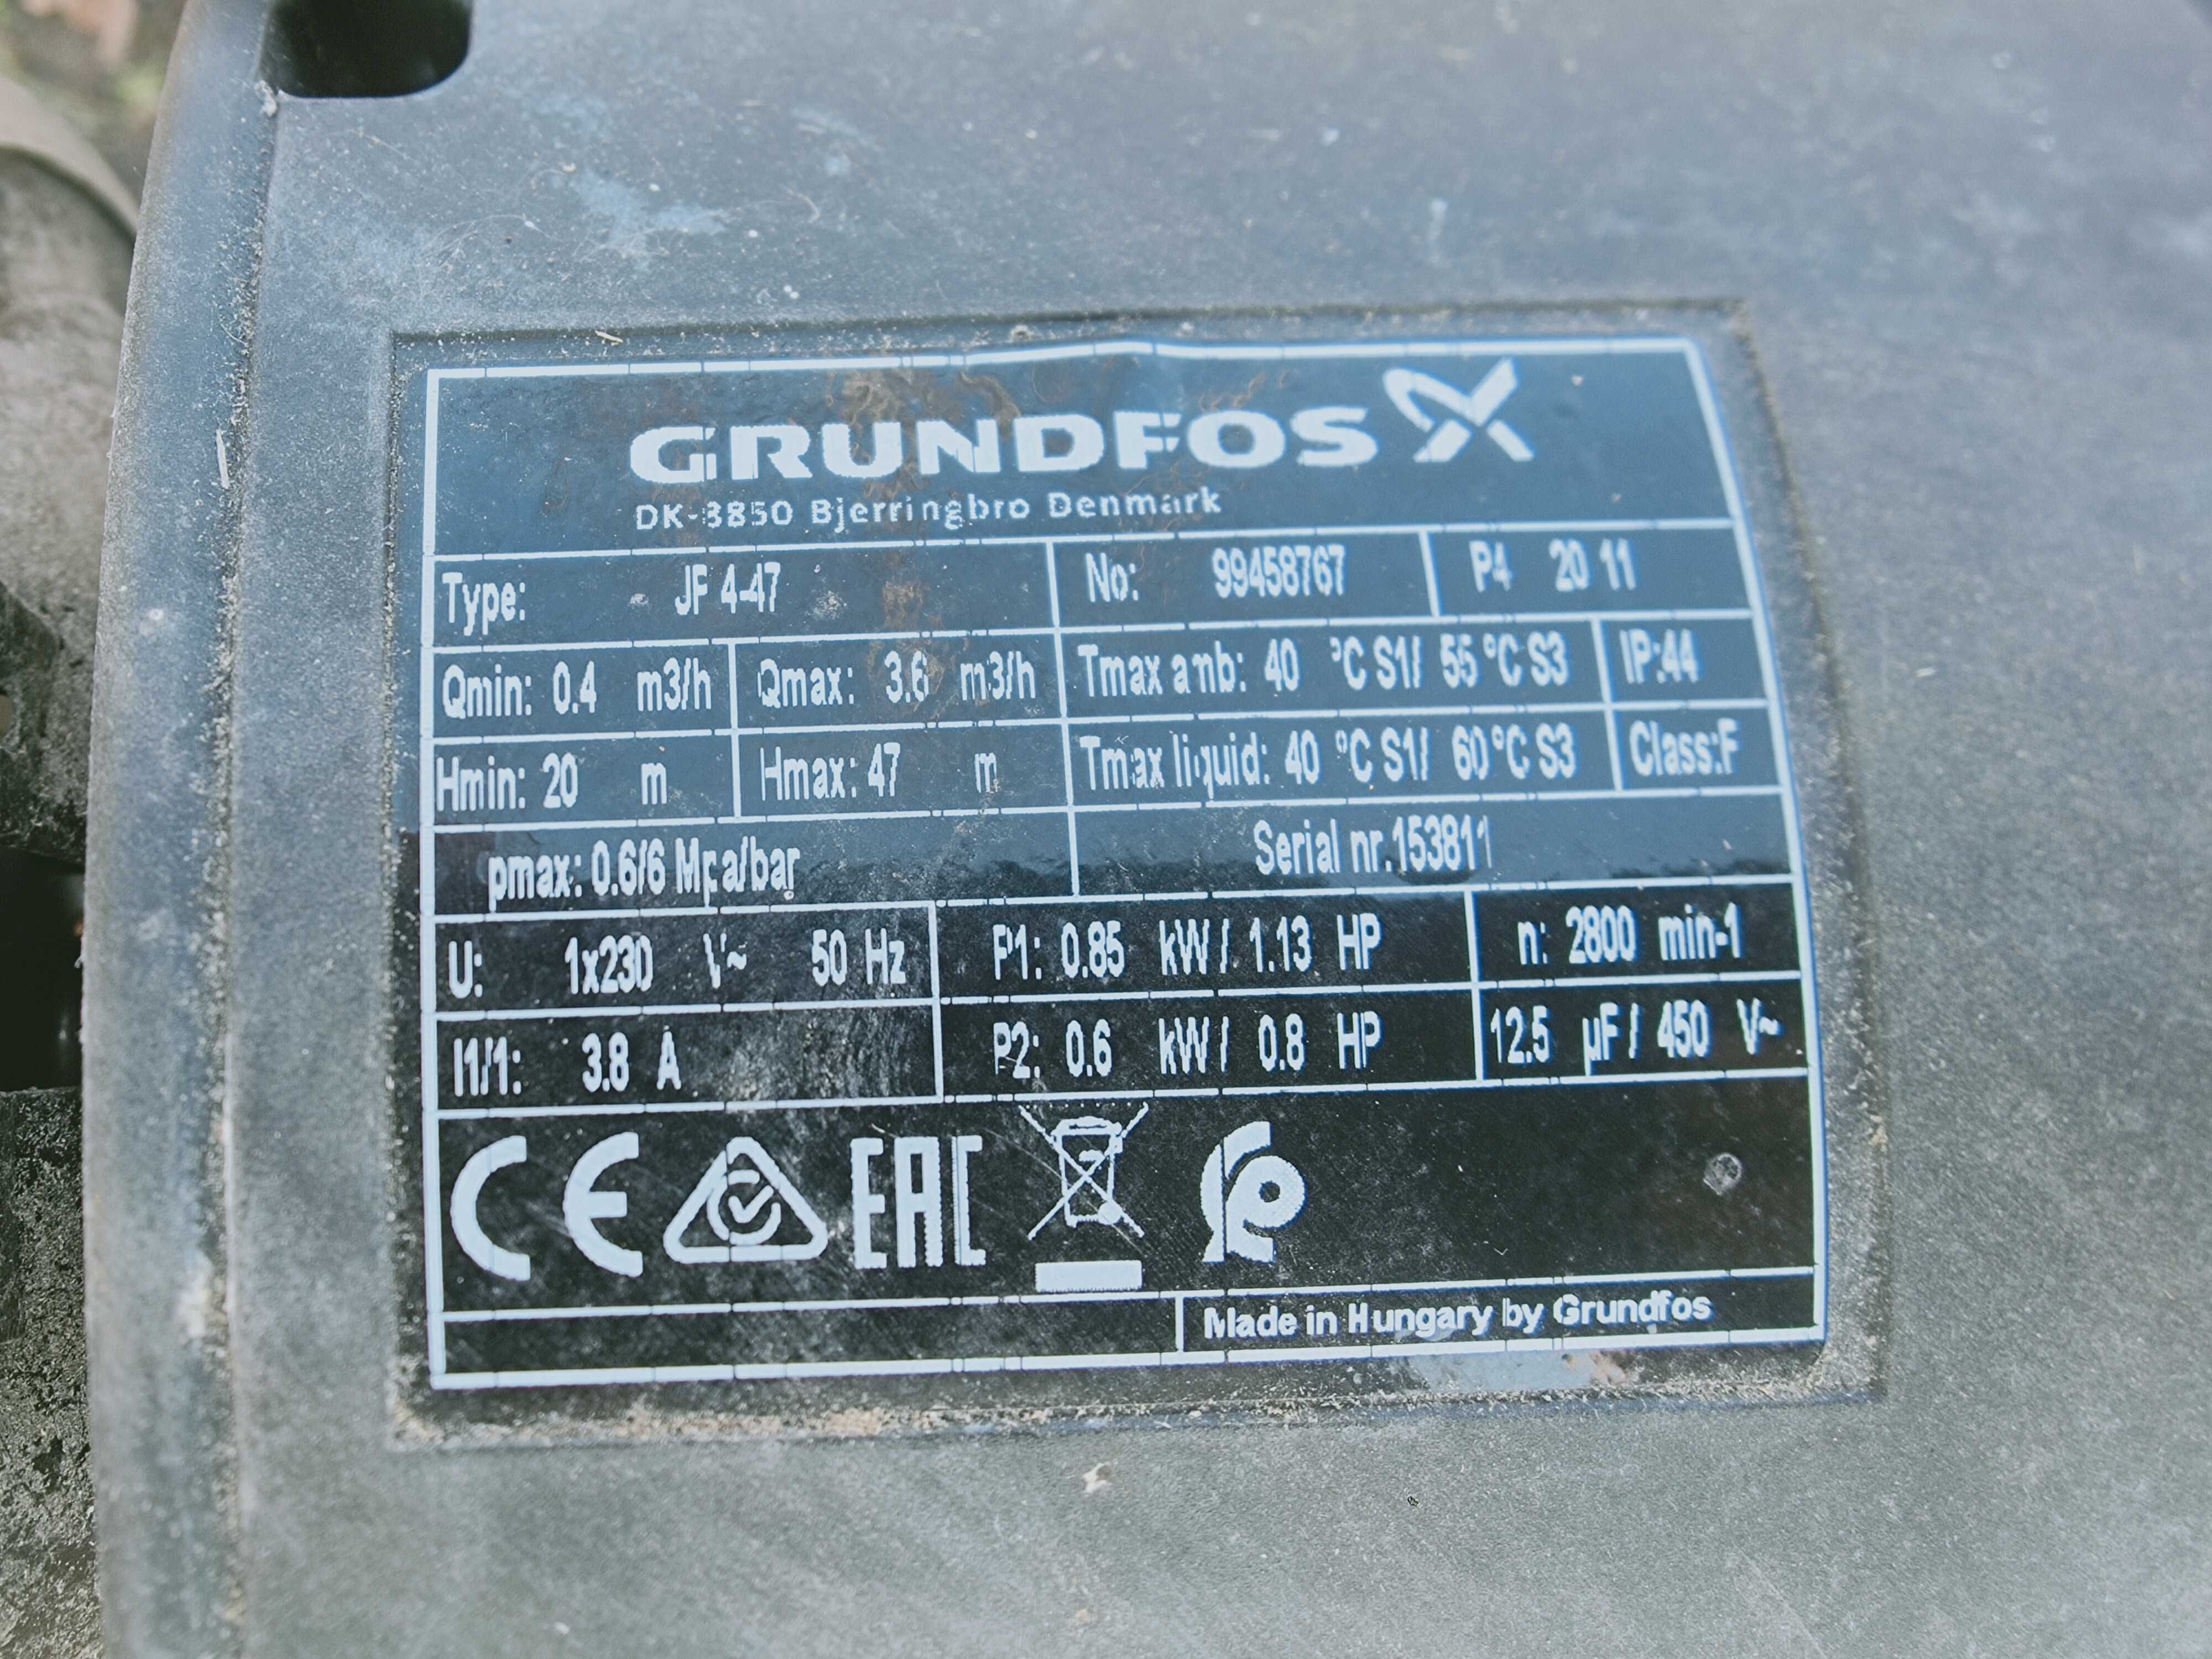 GRUNDFOS
DK-8850 Bjerringbro Denmark
Type: JP 4-47 No: 99458767 P4 20 11
Qmin: 0.4 m3/h Qmax: 3.6 m3/h Tmax amb: 40 °C S1/ 55 °C S3 IP:44
Hmin: 20 m Hmax: 47 m Tmax liquid: 40 °C S1/ 60 °C S3 Class:F
pmax: 0.6/6 Mpa/bar Serial nr.153811
U: 1x230 V~ 50 Hz P1: 0.85 kW / 1.13 HP n: 2800 min-1
I1/1: 3.8 A P2: 0.6 kW / 0.8 HP 12.5 µF / 450 V~
CE EAC
Made in Hungary by Grundfos